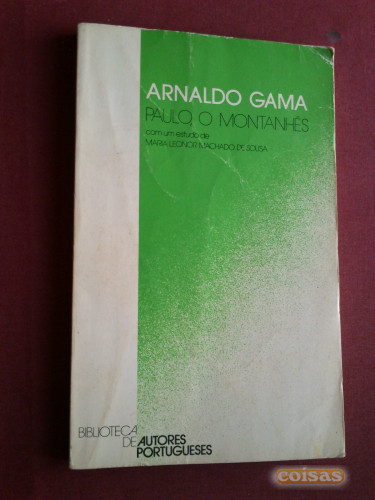 ARNALDO GAMA
PAULO, O MONTANHÊS
com um estudo de
MARIA LEONOR MACHADO DE SOUSA
BIBLIOTECA
DE AUTORES
PORTUGUESES
coisas